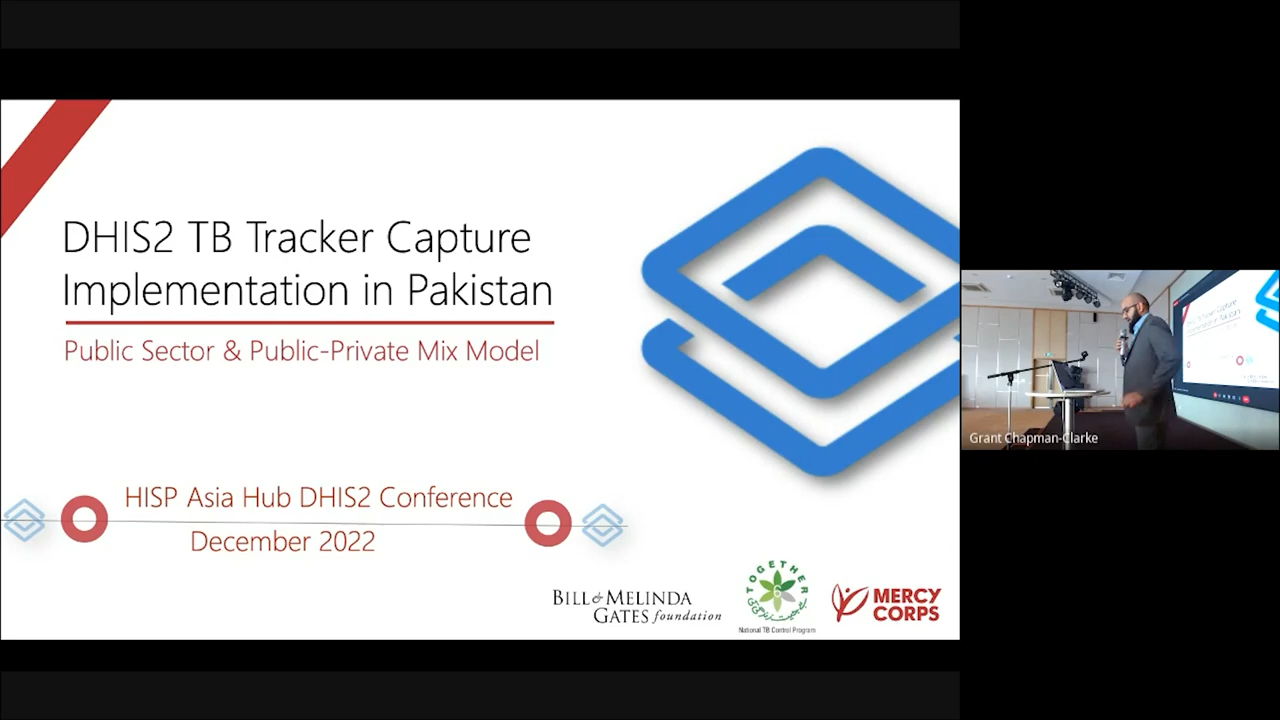 DHIS2 TB Tracker Capture
Implementation in Pakistan
Public Sector & Public-Private Mix Model
HISP Asia Hub DHIS2 Conference
December 2022
BILL & MELINDA
GATES foundation
TOGETHER
National TB Control Program
MERCY
CORPS
Grant Chapman-Clarke